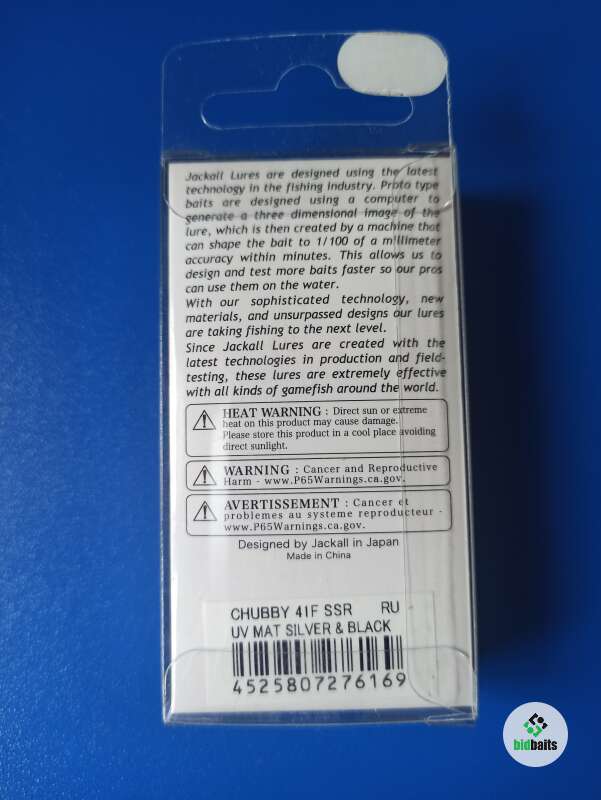 Jackall Lures are designed using the latest
technology in the fishing industry. Proto type
baits are designed using a computer to
generate a three dimensional image of the
lure, which is then created by a machine that
can shape the bait to 1/100 of a millimeter
accuracy within minutes. This allows us to
design and test more baits faster so our pros
can use them on the water.
With our sophisticated technology, new
materials, and unsurpassed designs our lures
are taking fishing to the next level.
Since Jackall Lures are created with the
latest technologies in production and field-
testing, these lures are extremely effective
with all kinds of gamefish around the world.
HEAT WARNING : Direct sun or extreme
heat on this product may cause damage.
Please store this product in a cool place avoiding
direct sunlight.
WARNING : Cancer and Reproductive
Harm - www.P65Warnings.ca.gov.
AVERTISSEMENT : Cancer et
problemes au systeme reproducteur -
www.P65Warnings.ca.gov.
Designed by Jackall in Japan
Made in China
CHUBBY 41F SSR RU
UV MAT SILVER & BLACK
4525807276169
bidbaits